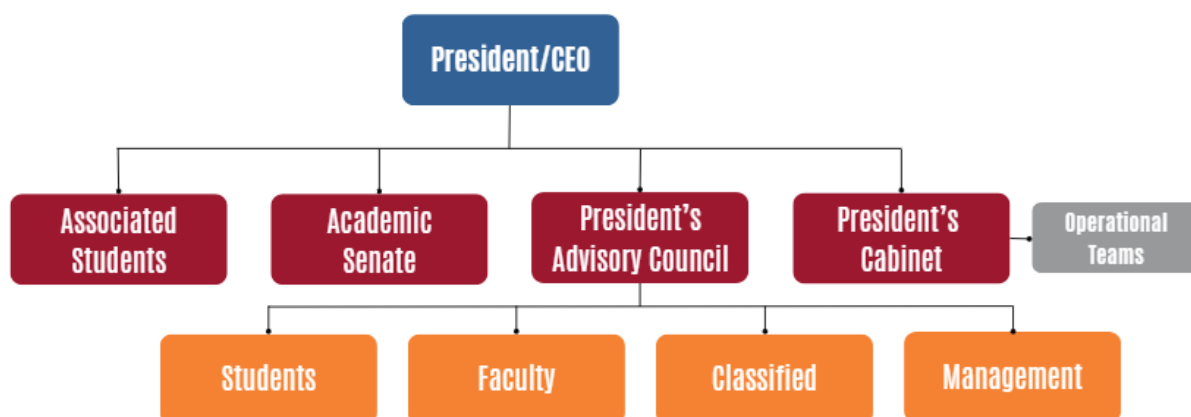 President/CEO
Associated
Students
Academic
Senate
President’s
Advisory Council
President’s
Cabinet
Operational
Teams
Students
Faculty
Classified
Management